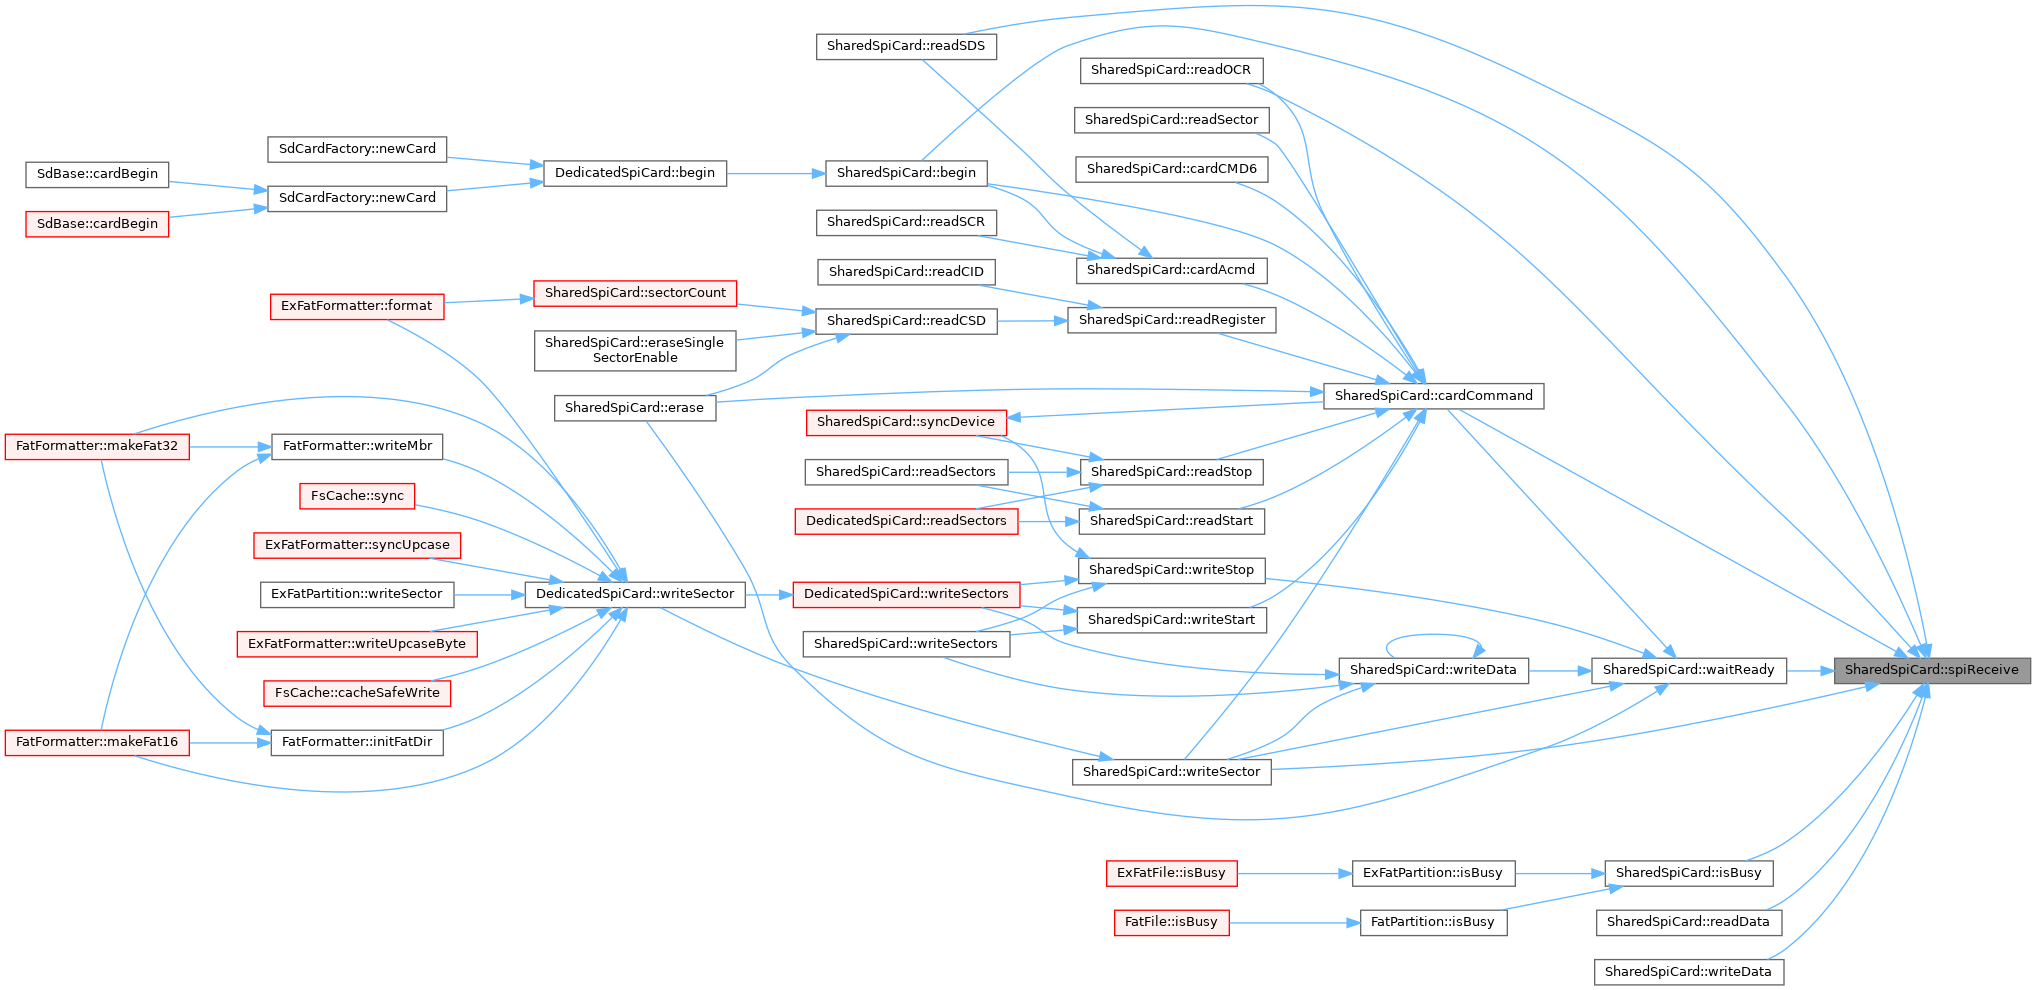 SharedSpiCard::readSDS
SharedSpiCard::readOCR
SharedSpiCard::readSector
SdCardFactory::newCard
SdBase::cardBegin
DedicatedSpiCard::begin
SharedSpiCard::begin
SharedSpiCard::cardCMD6
SdCardFactory::newCard
SdBase::cardBegin
SharedSpiCard::readSCR
SharedSpiCard::cardAcmd
SharedSpiCard::readCID
ExFatFormatter::format
SharedSpiCard::sectorCount
SharedSpiCard::readCSD
SharedSpiCard::readRegister
SharedSpiCard::eraseSingle
SectorEnable
SharedSpiCard::erase
SharedSpiCard::cardCommand
SharedSpiCard::syncDevice
FatFormatter::makeFat32
FatFormatter::writeMbr
SharedSpiCard::readSectors
SharedSpiCard::readStop
FsCache::sync
DedicatedSpiCard::readSectors
SharedSpiCard::readStart
ExFatFormatter::syncUpcase
SharedSpiCard::writeStop
ExFatPartition::writeSector
DedicatedSpiCard::writeSector
DedicatedSpiCard::writeSectors
SharedSpiCard::writeStart
ExFatFormatter::writeUpcaseByte
SharedSpiCard::writeSectors
SharedSpiCard::writeData
SharedSpiCard::waitReady
SharedSpiCard::spiReceive
FsCache::cacheSafeWrite
FatFormatter::makeFat16
FatFormatter::initFatDir
SharedSpiCard::writeSector
ExFatFile::isBusy
ExFatPartition::isBusy
SharedSpiCard::isBusy
FatFile::isBusy
FatPartition::isBusy
SharedSpiCard::readData
SharedSpiCard::writeData